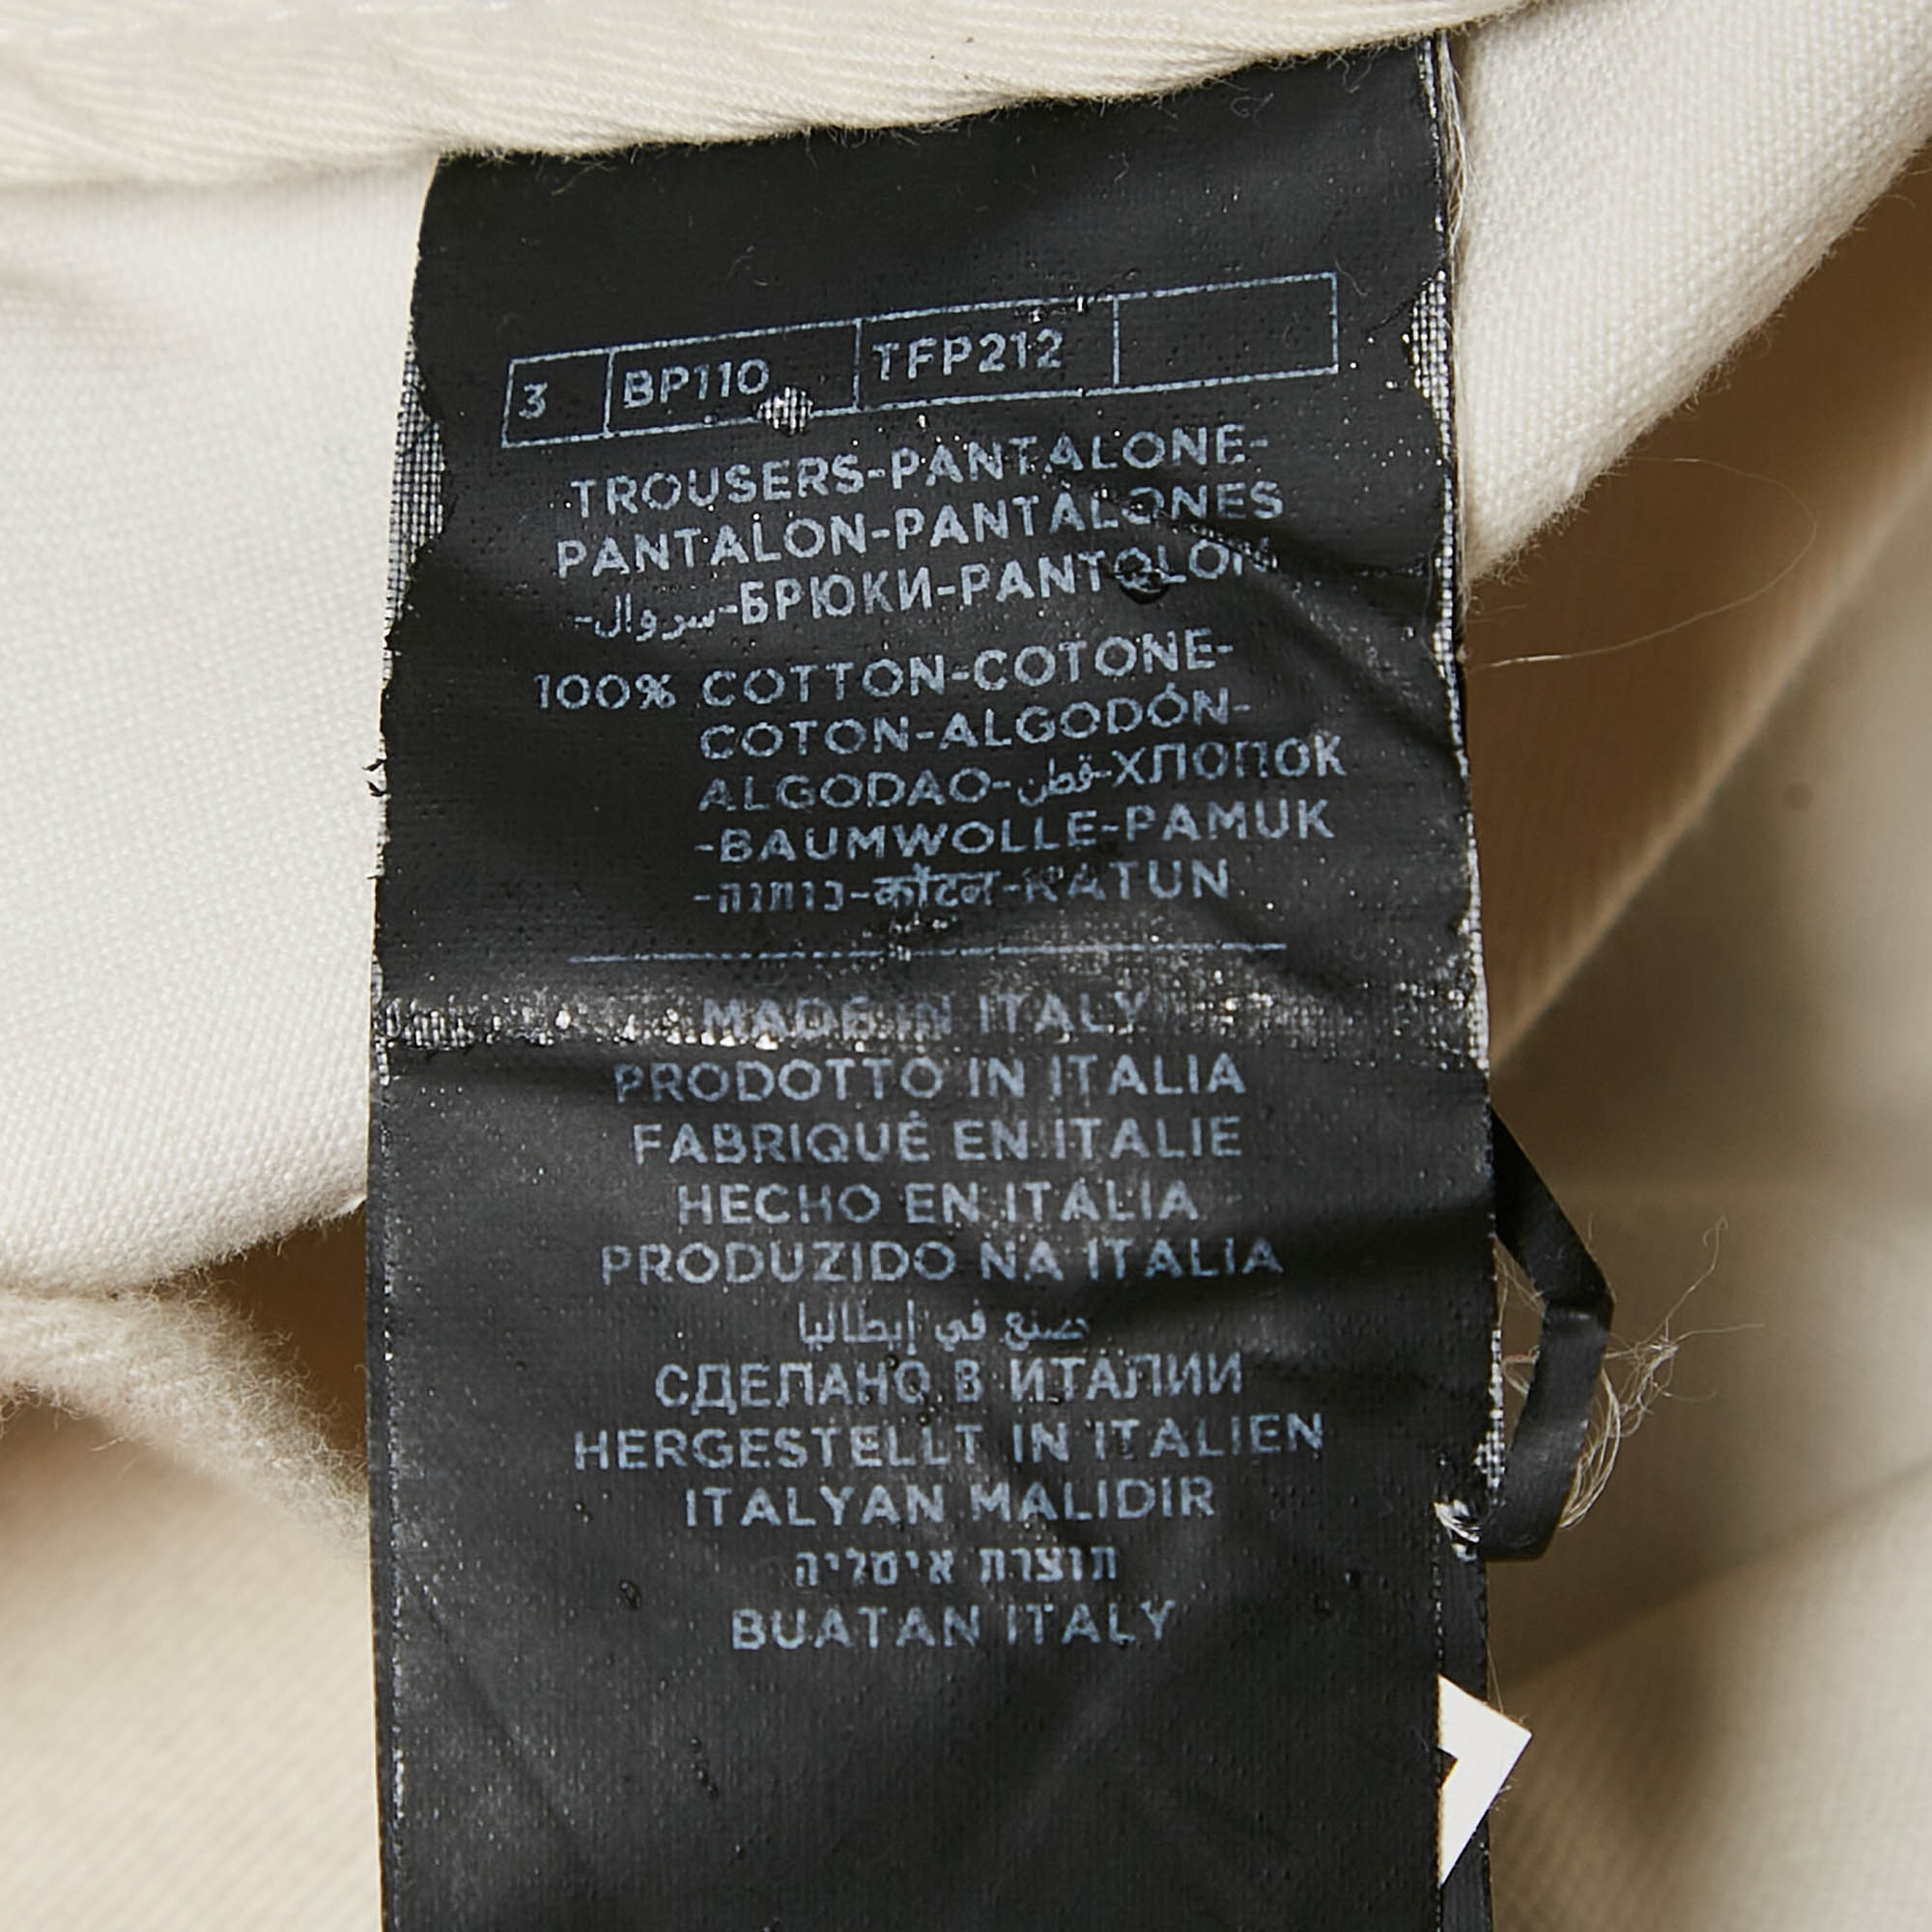 3 BP110 TFP212
TROUSERS-PANTALONE-
PANTALON-PANTALONES
-سروال-БРЮКИ-PANTOLON
100% COTTON-COTONE-
COTON-ALGODÓN-
ALGODAO-قطن-ХЛОПОК
-BAUMWOLLE-PAMUK
-כותנה-कॉटन-KATUN
MADE IN ITALY
PRODOTTO IN ITALIA
FABRIQUÉ EN ITALIE
HECHO EN ITALIA
PRODUZIDO NA ITALIA
صنع في إيطاليا
СДЕЛАНО В ИТАЛИИ
HERGESTELLT IN ITALIEN
ITALYAN MALIDIR
תוצרת איטליה
BUATAN ITALY